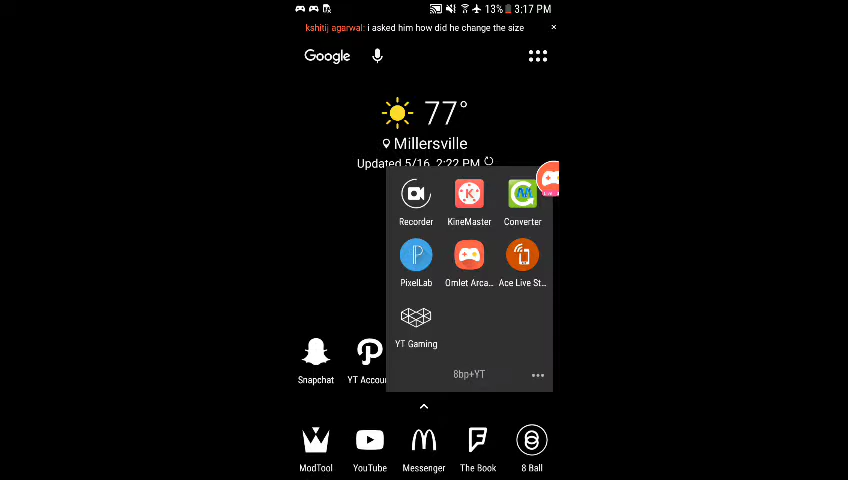 13% 3:17 PM
kshitij agarwal: i asked him how did he change the size
Google
77°
Millersville
Updated 5/16, 2:22 PM
Recorder KineMaster Converter
PixelLab Omlet Arca... Ace Live St...
YT Gaming
Snapchat YT Accou
8bp+YT
ModTool YouTube Messenger The Book 8 Ball